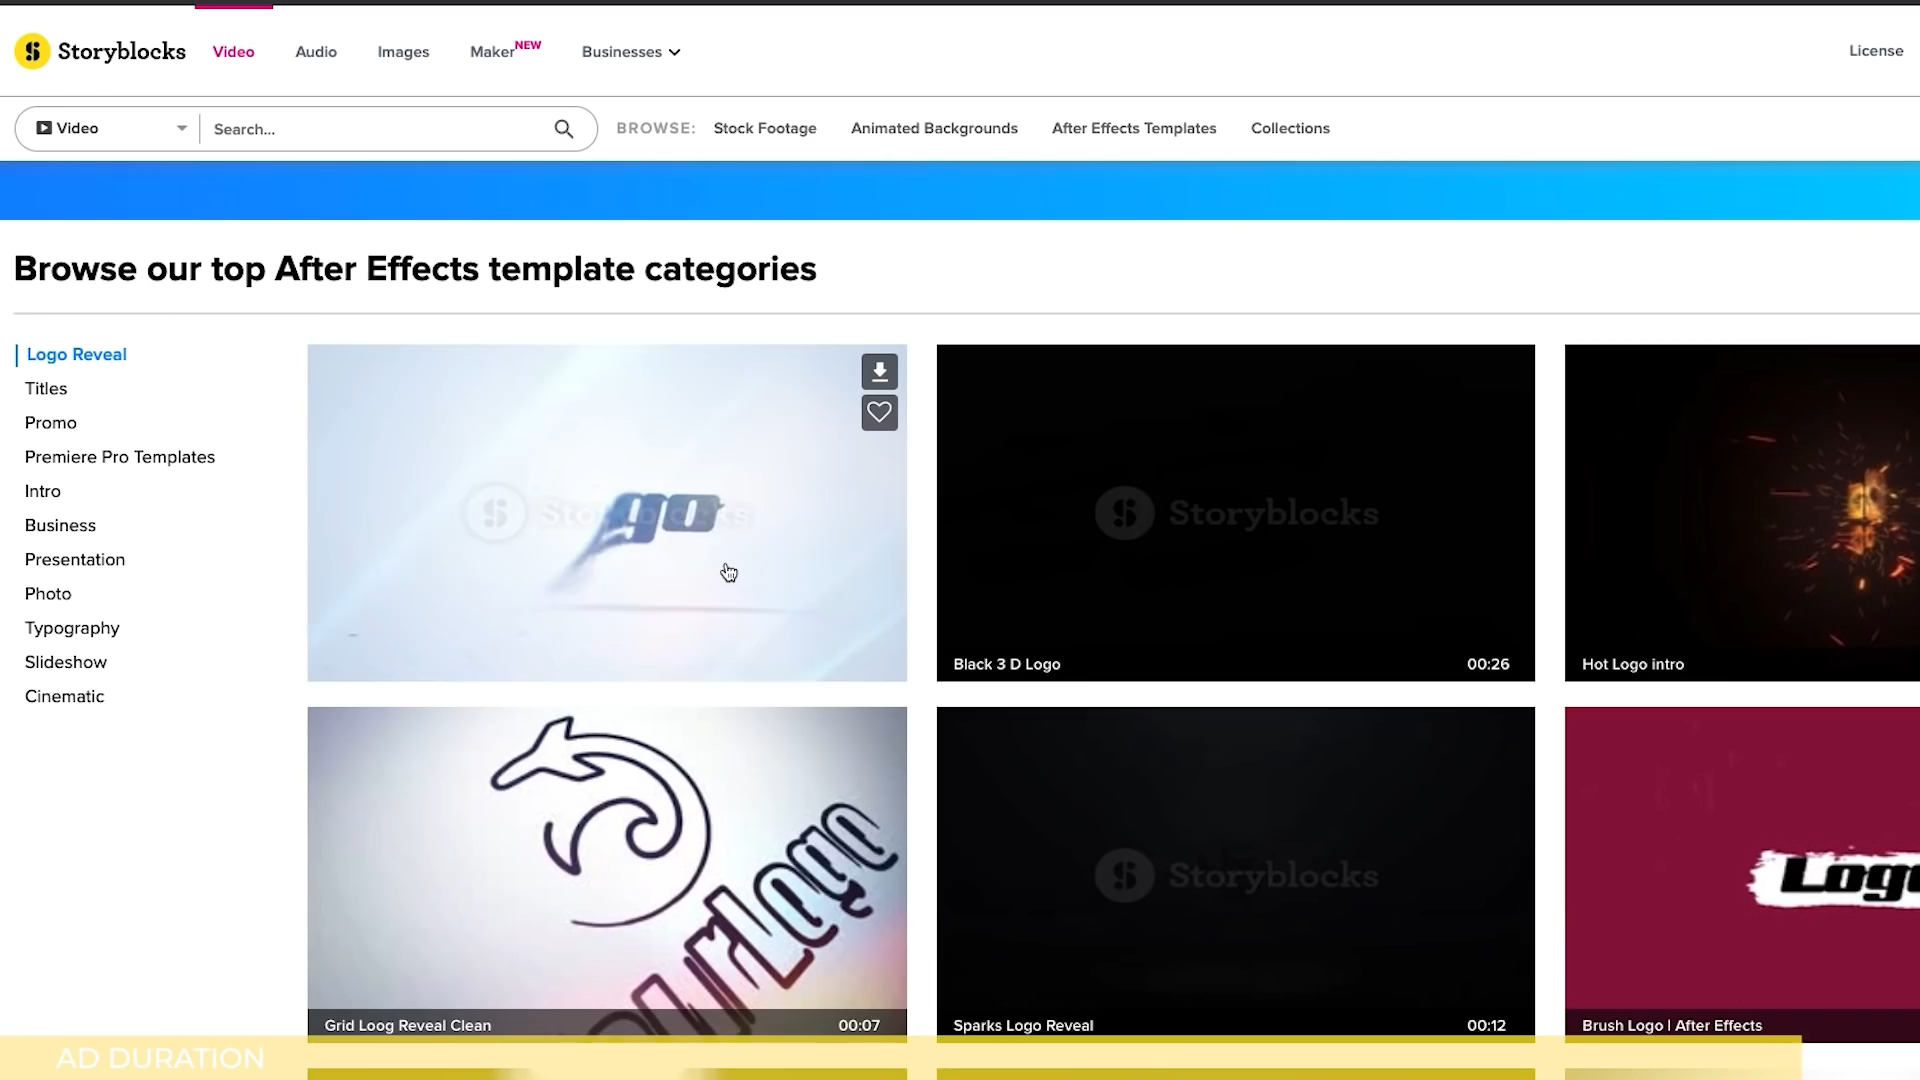 Storyblocks Video Audio Images Maker NEW Businesses License
Video Search... BROWSE: Stock Footage Animated Backgrounds After Effects Templates Collections
Browse our top After Effects template categories
Logo Reveal
Titles
Promo
Premiere Pro Templates
Intro
Business
Presentation
Photo
Typography
Slideshow
Cinematic
Storyblocks
go
Storyblocks
Black 3 D Logo 00:26
Hot Logo intro
YourLogo
Grid Loog Reveal Clean 00:07
Storyblocks
Sparks Logo Reveal 00:12
Logo
Brush Logo | After Effects
AD DURATION